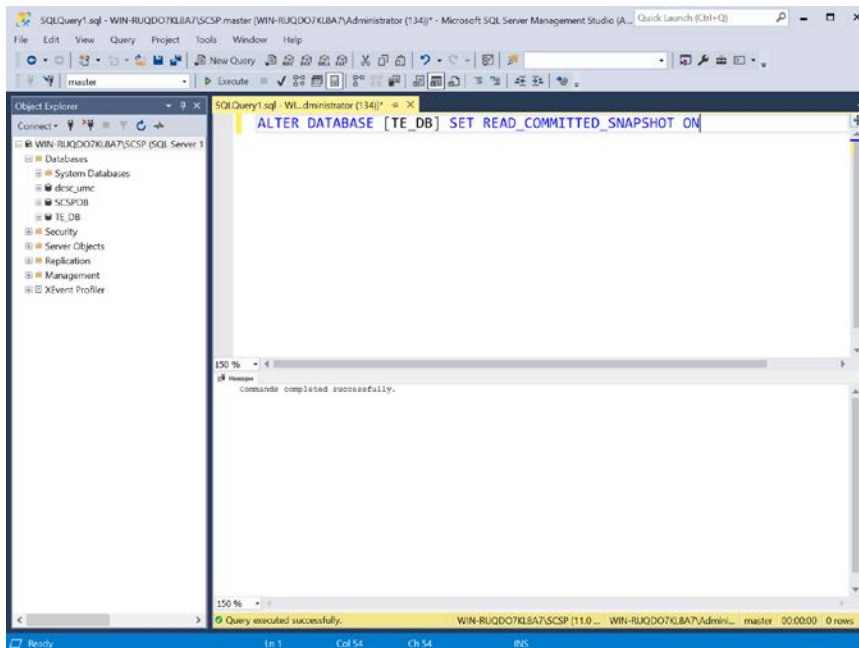 SQLQuery1.sql - WIN-RUQDO7KL8A7\SCSP.master (WIN-RUQDO7KL8A7\Administrator (134))* - Microsoft SQL Server Management Studio (A...
Quick Launch (Ctrl+Q)
File Edit View Query Project Tools Window Help
New Query
master
Execute
Object Explorer
SQLQuery1.sql - WI...dministrator (134))*
Connect
ALTER DATABASE [TE_DB] SET READ_COMMITTED_SNAPSHOT ON
WIN-RUQDO7KL8A7\SCSP (SQL Server 1
Databases
System Databases
dcsc_umc
SCSPDB
TE_DB
Security
Server Objects
Replication
Management
XEvent Profiler
150 %
Messages
Commands completed successfully.
150 %
Query executed successfully.
WIN-RUQDO7KL8A7\SCSP (11.0 ...
WIN-RUQDO7KL8A7\Admini...
master
00:00:00
0 rows
Ready
Ln 1
Col 54
Ch 54
INS